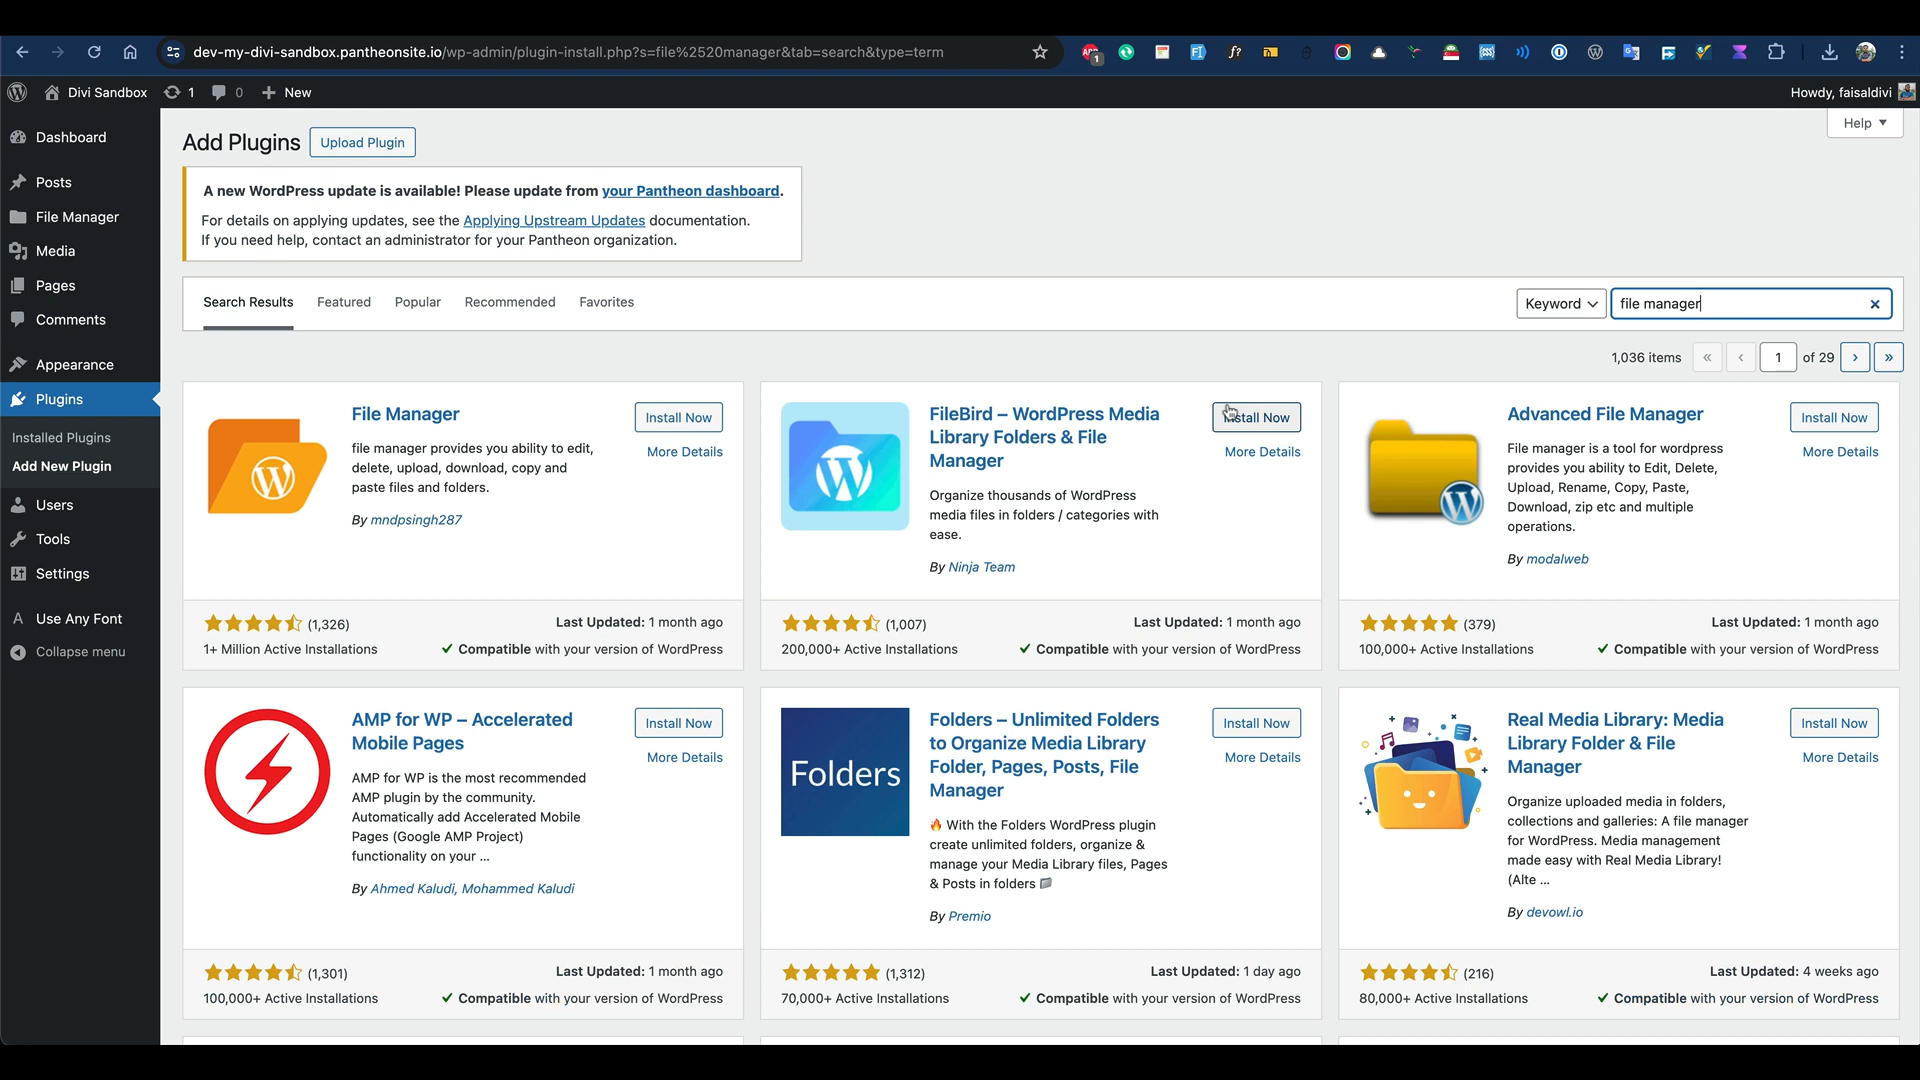 dev-my-divi-sandbox.pantheonsite.io/wp-admin/plugin-install.php?s=file%2520manager&tab=search&type=term
1
Divi Sandbox
1
0
New
Howdy, faisaldivi
Dashboard
Posts
File Manager
Media
Pages
Comments
Appearance
Plugins
Installed Plugins
Add New Plugin
Users
Tools
Settings
Use Any Font
Collapse menu
Add Plugins
Upload Plugin
Help
A new WordPress update is available! Please update from your Pantheon dashboard.
For details on applying updates, see the Applying Upstream Updates documentation.
If you need help, contact an administrator for your Pantheon organization.
Search Results
Featured
Popular
Recommended
Favorites
Keyword
file manager
1,036 items
«
‹
1
of 29
›
»
File Manager
Install Now
More Details
file manager provides you ability to edit,
delete, upload, download, copy and
paste files and folders.
By mndpsingh287
(1,326)
Last Updated: 1 month ago
1+ Million Active Installations
Compatible with your version of WordPress
FileBird – WordPress Media
Library Folders & File
Manager
Install Now
More Details
Organize thousands of WordPress
media files in folders / categories with
ease.
By Ninja Team
(1,007)
Last Updated: 1 month ago
200,000+ Active Installations
Compatible with your version of WordPress
Advanced File Manager
Install Now
More Details
File manager is a tool for wordpress
provides you ability to Edit, Delete,
Upload, Rename, Copy, Paste,
Download, zip etc and multiple
operations.
By modalweb
(379)
Last Updated: 1 month ago
100,000+ Active Installations
Compatible with your version of WordPress
AMP for WP – Accelerated
Mobile Pages
Install Now
More Details
AMP for WP is the most recommended
AMP plugin by the community.
Automatically add Accelerated Mobile
Pages (Google AMP Project)
functionality on your ...
By Ahmed Kaludi, Mohammed Kaludi
(1,301)
Last Updated: 1 month ago
100,000+ Active Installations
Compatible with your version of WordPress
Folders
Folders – Unlimited Folders
to Organize Media Library
Folder, Pages, Posts, File
Manager
Install Now
More Details
🔥 With the Folders WordPress plugin
create unlimited folders, organize &
manage your Media Library files, Pages
& Posts in folders
By Premio
(1,312)
Last Updated: 1 day ago
70,000+ Active Installations
Compatible with your version of WordPress
Real Media Library: Media
Library Folder & File
Manager
Install Now
More Details
Organize uploaded media in folders,
collections and galleries: A file manager
for WordPress. Media management
made easy with Real Media Library!
(Alte ...
By devowl.io
(216)
Last Updated: 4 weeks ago
80,000+ Active Installations
Compatible with your version of WordPress